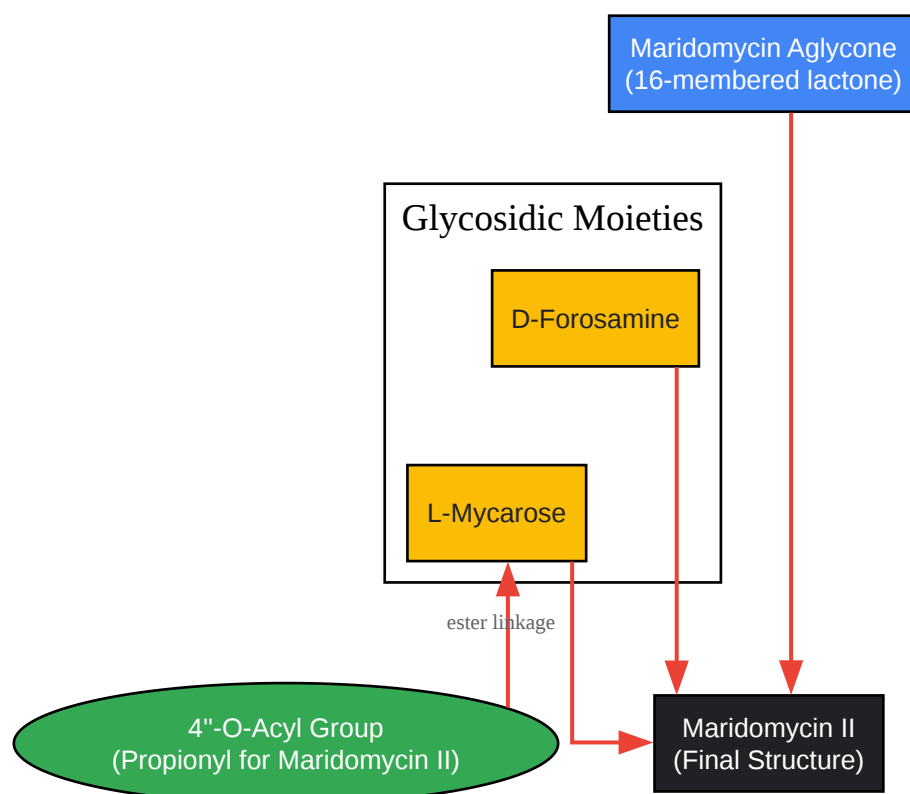 Maridomycin Aglycone
(16-membered lactone)
Glycosidic Moieties
D-Forosamine
L-Mycarose
ester linkage
4"-O-Acyl Group
(Propionyl for Maridomycin II)
Maridomycin II
(Final Structure)